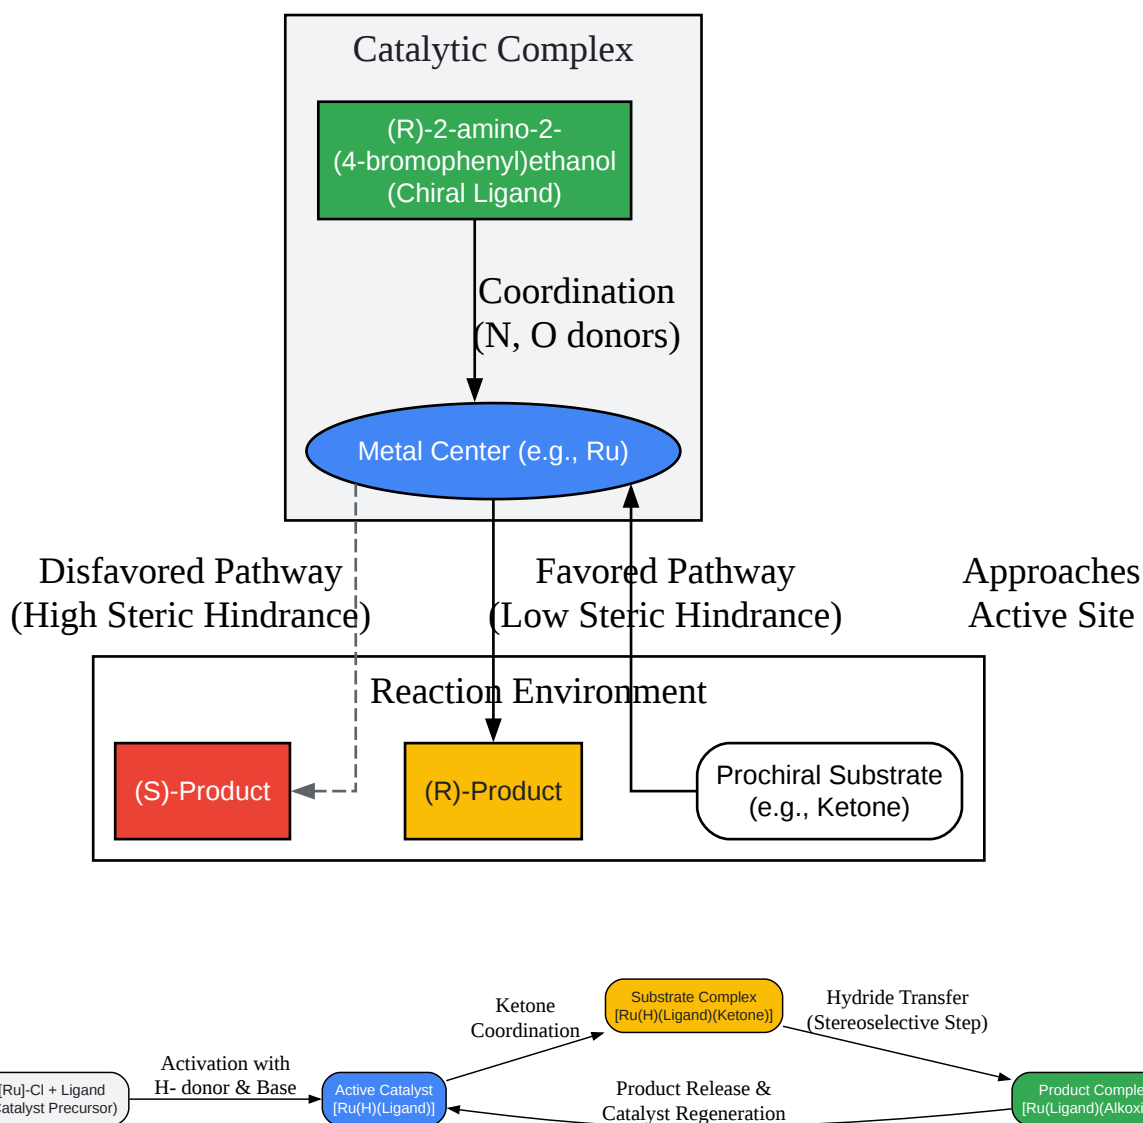 Catalytic Complex
(R)-2-amino-2-
(4-bromophenyl)ethanol
(Chiral Ligand)
Coordination
(N, O donors)
Metal Center (e.g., Ru)
Disfavored Pathway
(High Steric Hindrance)
Favored Pathway
(Low Steric Hindrance)
Approaches
Active Site
Reaction Environment
(S)-Product
(R)-Product
Prochiral Substrate
(e.g., Ketone)
Substrate Complex
[Ru(H)(Ligand)(Ketone)]
Ketone
Coordination
Hydride Transfer
(Stereoselective Step)
Activation with
H- donor & Base
[Ru]-Cl + Ligand
Precursor)
Active Catalyst
[Ru(H)(Ligand)]
Product Release &
Catalyst Regeneration
Product
[Ru(Ligand)